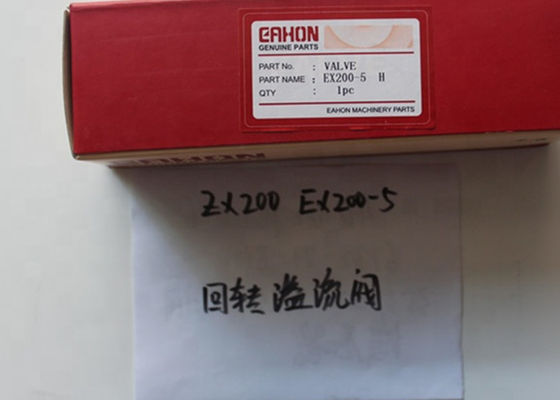 EAHON
GENUINE PARTS
PART No. : VALVE
PART NAME : EX200-5 H
QTY : 1pc
EAHON MACHINERY PARTS
EAHON
ZX200 EX200-5
回转溢流阀